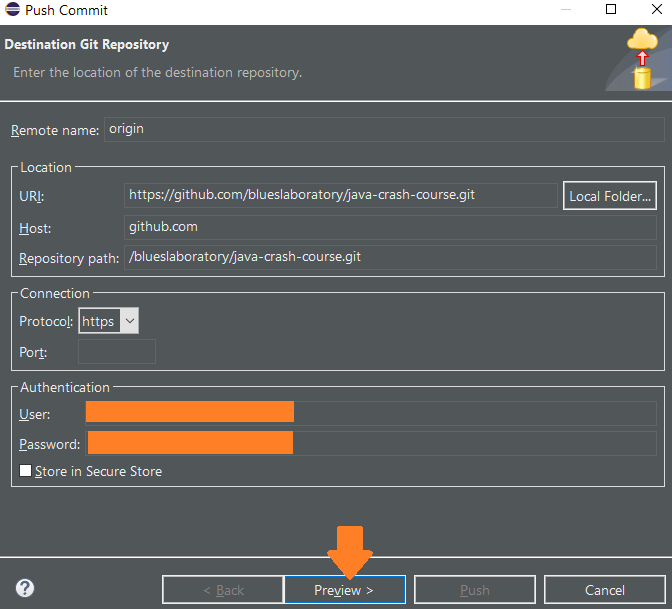 Push Commit
Destination Git Repository
Enter the location of the destination repository.
Remote name: origin
Location
URI: https://github.com/blueslaboratory/java-crash-course.git Local Folder...
Host: github.com
Repository path: /blueslaboratory/java-crash-course.git
Connection
Protocol: https
Port:
Authentication
User:
Password:
Store in Secure Store
? < Back Preview > Push Cancel